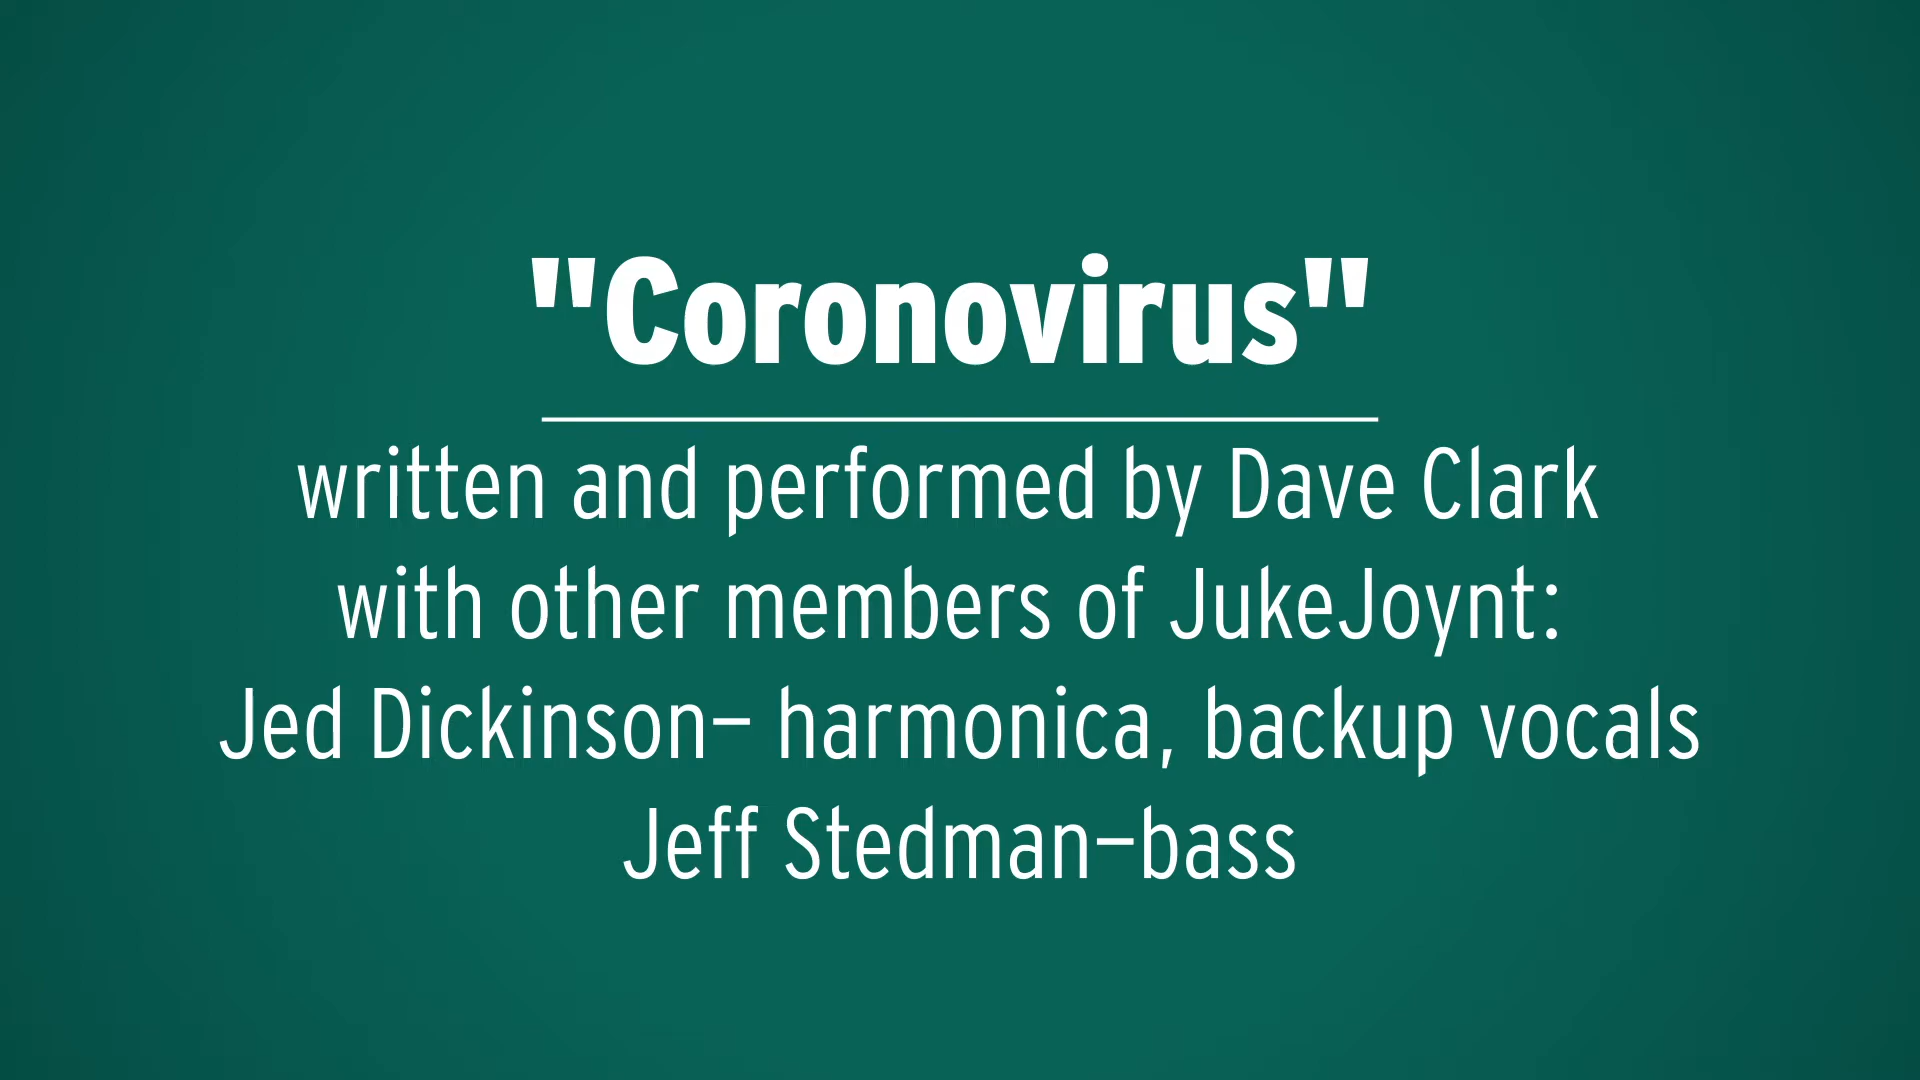 "Coronovirus"
written and performed by Dave Clark
with other members of JukeJoynt:
Jed Dickinson– harmonica, backup vocals
Jeff Stedman–bass